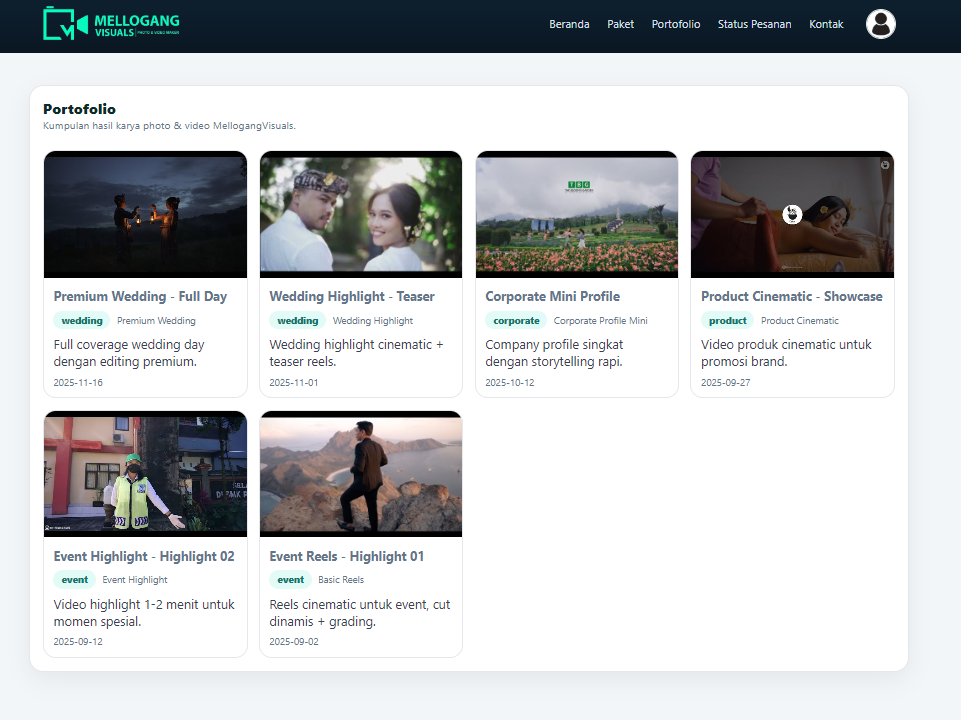 MELLOGANG
VISUALS PHOTO & VIDEO MAKER
Beranda Paket Portofolio Status Pesanan Kontak
Portofolio
Kumpulan hasil karya photo & video MellogangVisuals.
TBG
Premium Wedding - Full Day
wedding Premium Wedding
Full coverage wedding day
dengan editing premium.
2025-11-16
Wedding Highlight - Teaser
wedding Wedding Highlight
Wedding highlight cinematic +
teaser reels.
2025-11-01
Corporate Mini Profile
corporate Corporate Profile Mini
Company profile singkat
dengan storytelling rapi.
2025-10-12
Product Cinematic - Showcase
product Product Cinematic
Video produk cinematic untuk
promosi brand.
2025-09-27
Event Highlight - Highlight 02
event Event Highlight
Video highlight 1-2 menit untuk
momen spesial.
2025-09-12
Event Reels - Highlight 01
event Basic Reels
Reels cinematic untuk event, cut
dinamis + grading.
2025-09-02